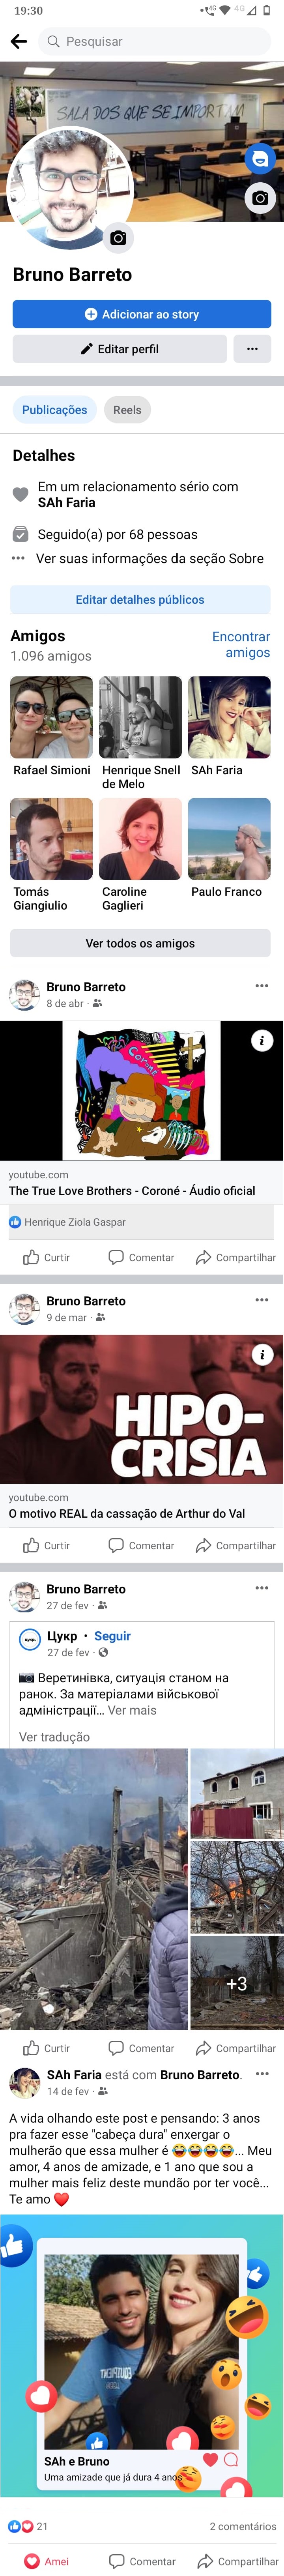 19:30
4G
4G
Pesquisar
SALA DOS QUE SE IMPORTAM
Bruno Barreto
Adicionar ao story
Editar perfil
Publicações
Reels
Detalhes
Em um relacionamento sério com
SAh Faria
Seguido(a) por 68 pessoas
Ver suas informações da seção Sobre
Editar detalhes públicos
Amigos
Encontrar
amigos
1.096 amigos
Rafael Simioni
Henrique Snell
de Melo
SAh Faria
Tomás
Giangiulio
Caroline
Gaglieri
Paulo Franco
Ver todos os amigos
Bruno Barreto
8 de abr ·
Coroné
youtube.com
The True Love Brothers - Coroné - Áudio oficial
Henrique Ziola Gaspar
Curtir
Comentar
Compartilhar
Bruno Barreto
9 de mar ·
HIPO-
CRISIA
youtube.com
O motivo REAL da cassação de Arthur do Val
Curtir
Comentar
Compartilhar
Bruno Barreto
27 de fev ·
Цукр · Seguir
27 de fev ·
📷 Веретинівка, ситуація станом на
ранок. За матеріалами військової
адміністрації... Ver mais
Ver tradução
+3
Curtir
Comentar
Compartilhar
SAh Faria está com Bruno Barreto.
14 de fev ·
A vida olhando este post e pensando: 3 anos
pra fazer esse "cabeça dura" enxergar o
mulherão que essa mulher é 😂😂😂😂... Meu
amor, 4 anos de amizade, e 1 ano que sou a
mulher mais feliz deste mundão por ter você...
Te amo ❤️
SAh e Bruno
Uma amizade que já dura 4 anos
21
2 comentários
Amei
Comentar
Compartilhar